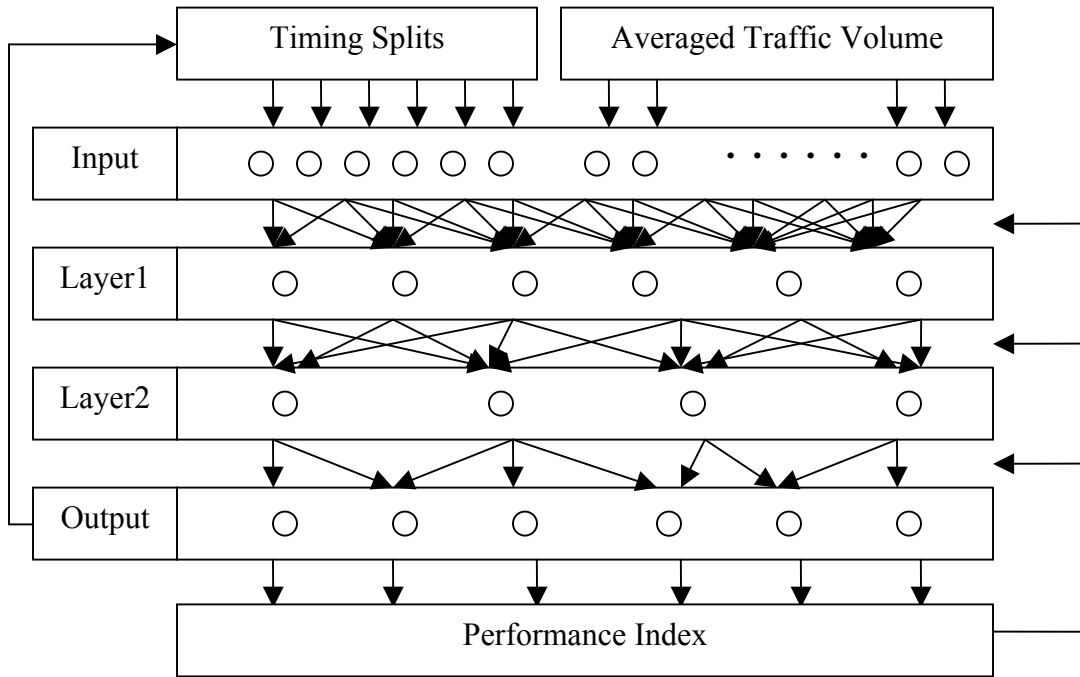 Timing Splits
Averaged Traffic Volume
Input
· · · · · ·
Layer1
Layer2
Output
Performance Index